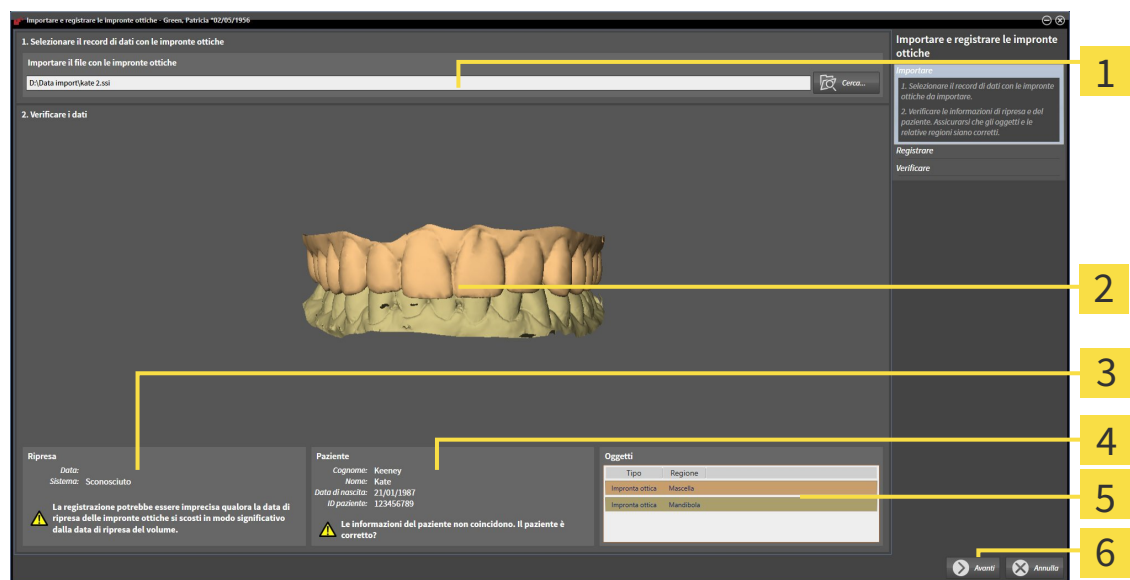 Importare e registrare le impronte ottiche - Green, Patricia *02/05/1956
1. Selezionare il record di dati con le impronte ottiche
Importare il file con le impronte ottiche
D:\Data import\kate 2.ssi
Cerca...
2. Verificare i dati
Ripresa
Data:
Sistema: Sconosciuto
La registrazione potrebbe essere imprecisa qualora la data di
ripresa delle impronte ottiche si scosti in modo significativo
dalla data di ripresa del volume.
Paziente
Cognome: Keeney
Nome: Kate
Data di nascita: 21/01/1987
ID paziente: 123456789
Le informazioni del paziente non coincidono. Il paziente è
corretto?
Oggetti
Tipo Regione
Impronta ottica Mascella
Impronta ottica Mandibola
Importare e registrare le impronte
ottiche
Importare
1. Selezionare il record di dati con le impronte
ottiche da importare.
2. Verificare le informazioni di ripresa e del
paziente. Assicurarsi che gli oggetti e le
relative regioni siano corretti.
Registrare
Verificare
Avanti
Annulla
1
2
3
4
5
6